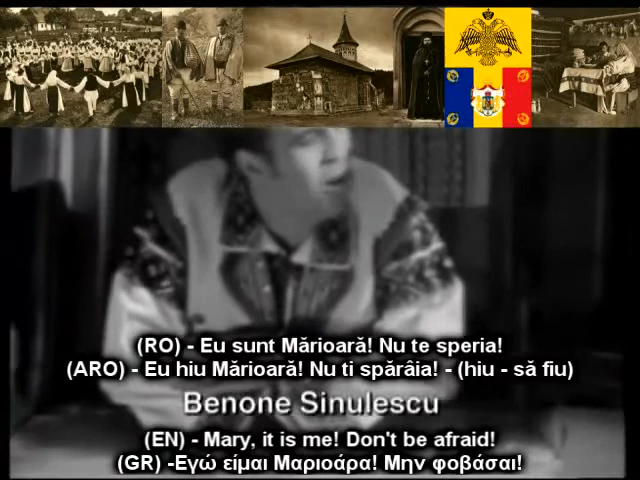 (RO) - Eu sunt Mărioară! Nu te speria!
(ARO) - Eu hiu Mărioară! Nu ti spărâia! - (hiu - să fiu)
Benone Sinulescu
(EN) - Mary, it is me! Don't be afraid!
(GR) -Εγώ είμαι Μαριοάρα! Μην φοβάσαι!